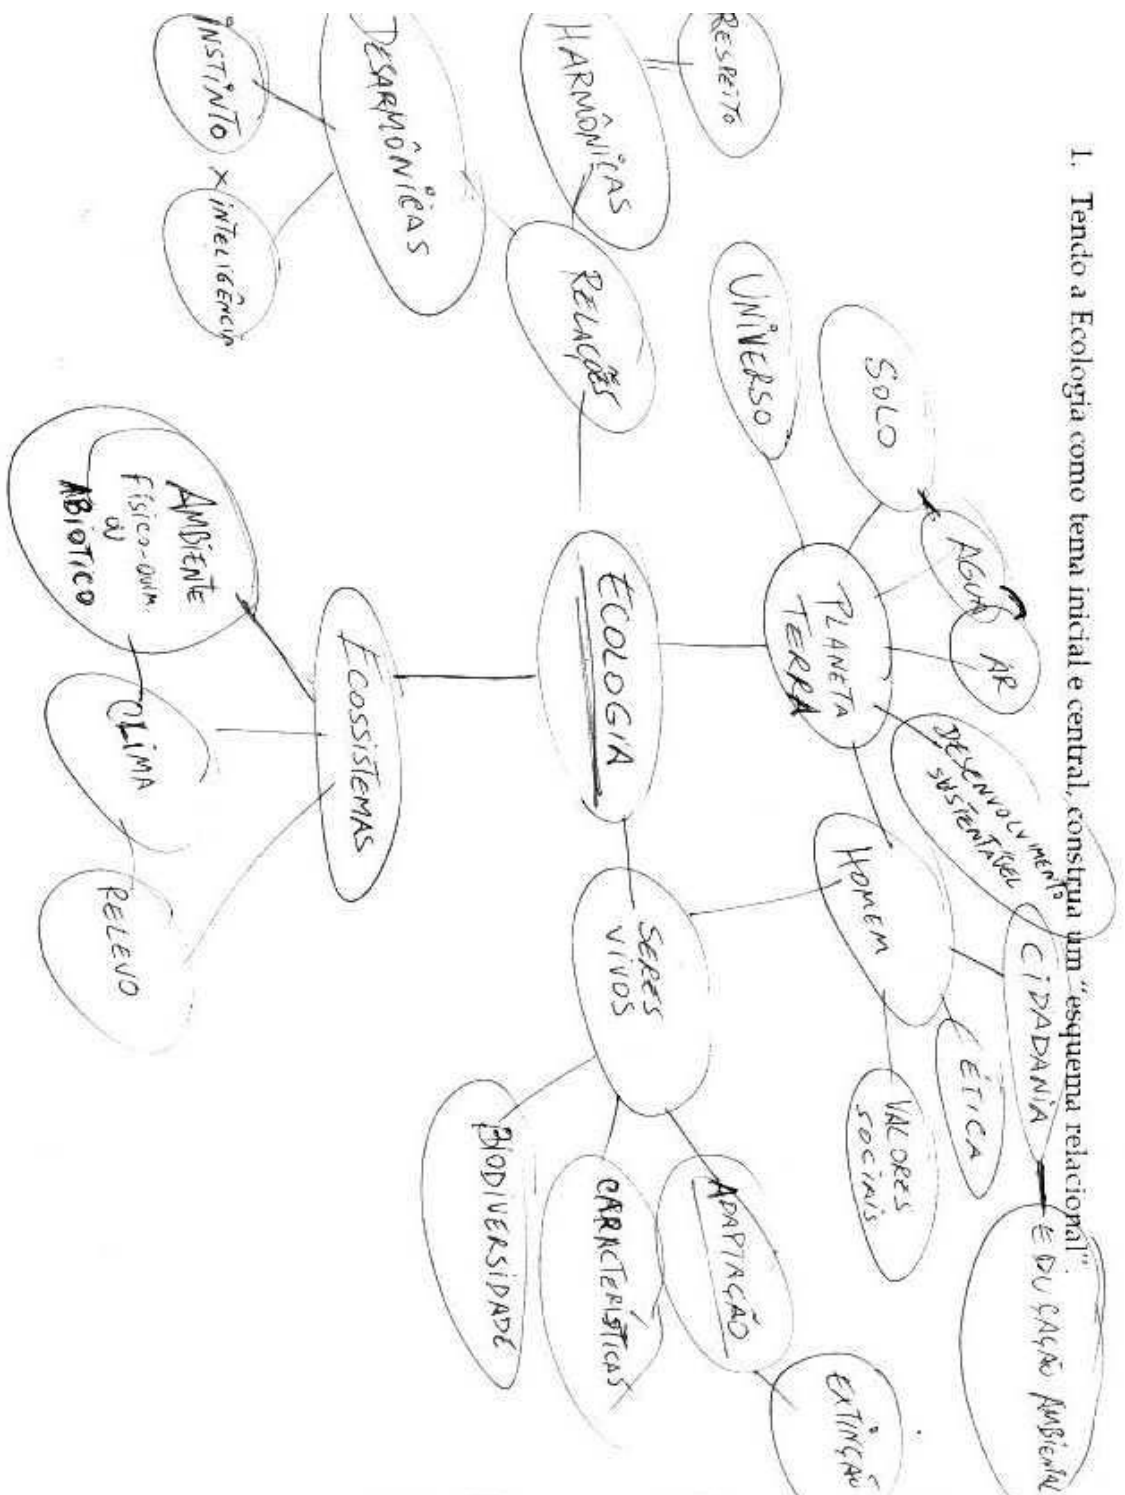 1. Tendo a Ecologia como tema inicial e central, construa um "esquema relacional".
RESPEITO
HARMÔNICAS
DESARMÔNICAS
INSTINTO
X
INTELIGÊNCIA
RELAÇÕES
UNIVERSO
SOLO
AGUA
AR
PLANETA
TERRA
DESENVOLVIMENTO
SUSTENTÁVEL
CIDADANIA
EDUCAÇÃO AMBIENTAL
HOMEM
ÉTICA
VALORES
SOCIAIS
ECOLOGIA
SERES
VIVOS
ADAPTAÇÃO
EXTINÇÃO
CARACTERÍSTICAS
BIODIVERSIDADE
ECOSSISTEMAS
AMBIENTE
FÍSICO-QUIM.
OU
ABIÓTICO
CLIMA
RELEVO